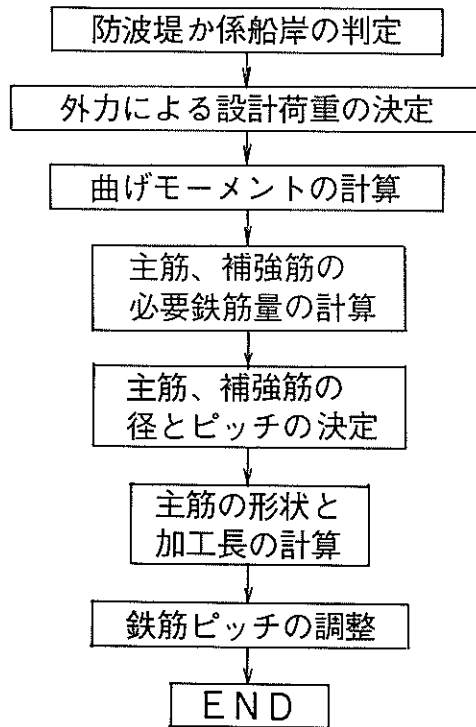 防波堤か係船岸の判定
外力による設計荷重の決定
曲げモーメントの計算
主筋、補強筋の
必要鉄筋量の計算
主筋、補強筋の
径とピッチの決定
主筋の形状と
加工長の計算
鉄筋ピッチの調整
END